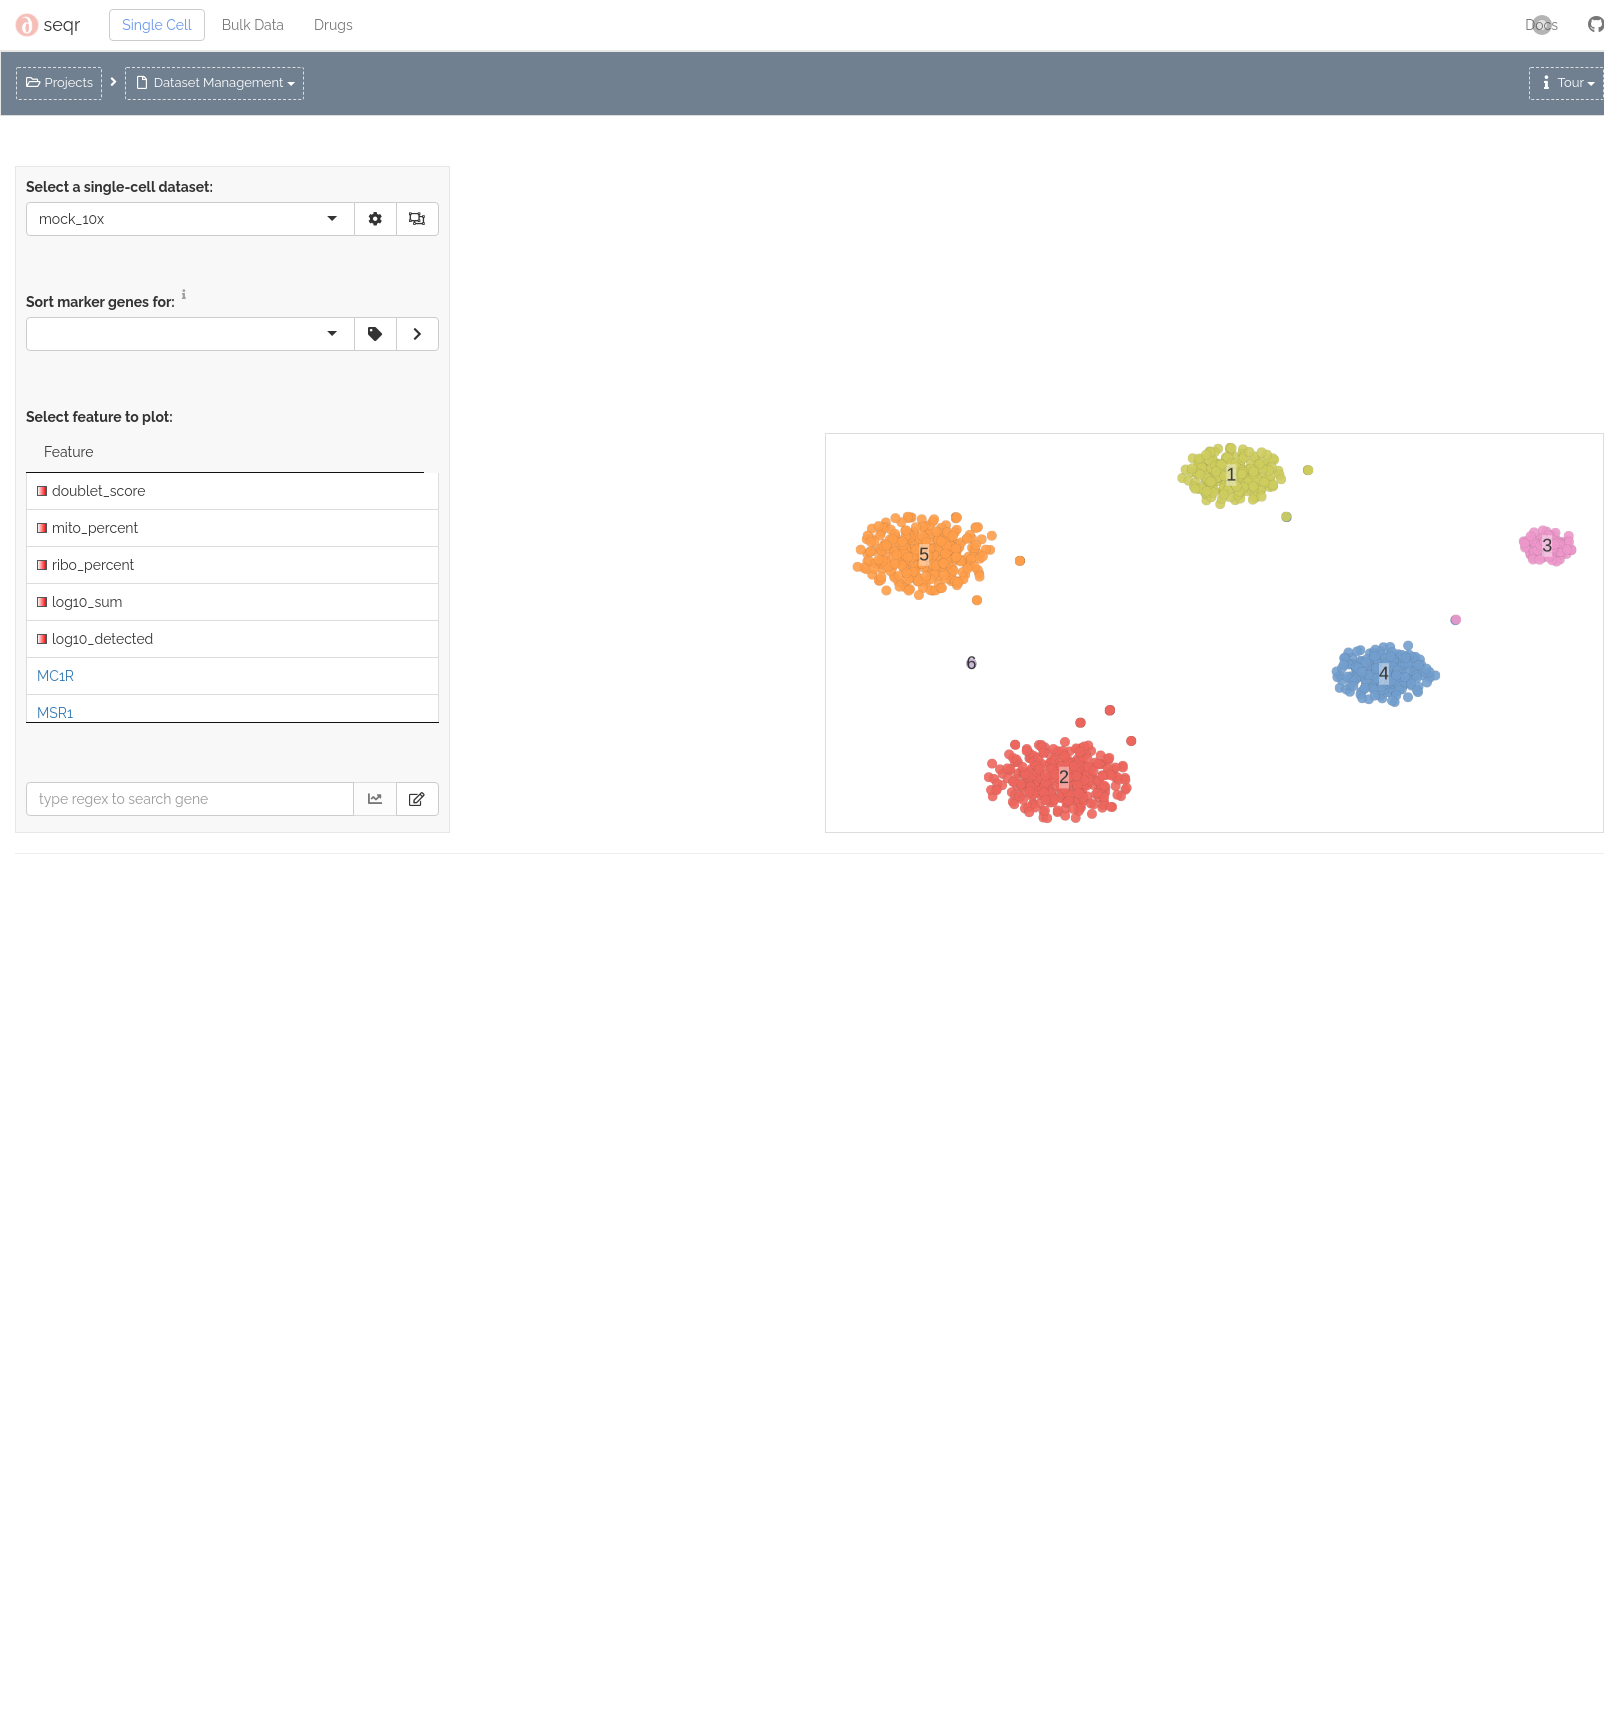 seqr Single Cell Bulk Data Drugs Docs
Projects Dataset Management Tour
Select a single-cell dataset:
mock_10x
Sort marker genes for:
Select feature to plot:
Feature
doublet_score
mito_percent
ribo_percent
log10_sum
log10_detected
MC1R
MSR1
type regex to search gene
1
5
3
6
4
2